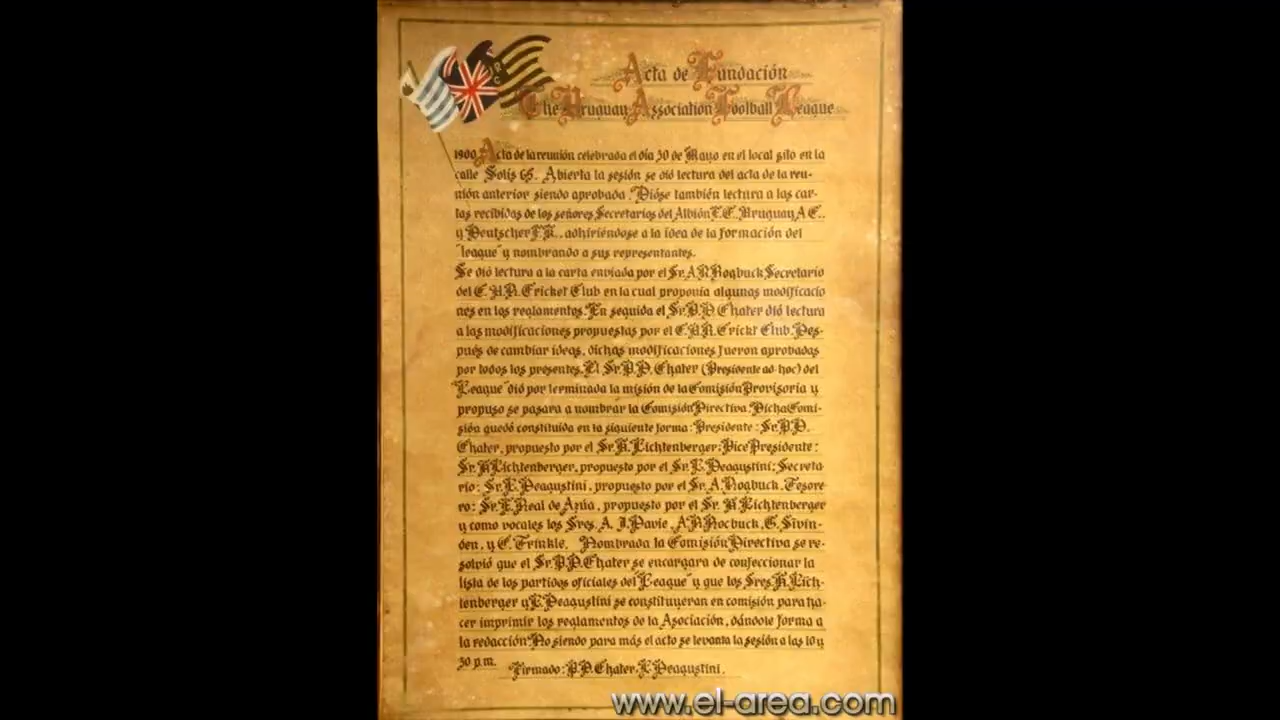 Acta de Fundación
The Uruguay Association Football League
1900 Acta de la reunión celebrada el día 30 de Mayo en el local sito en la
calle Solís 65. Abierta la sesión se dió lectura del acta de la reu-
nión anterior siendo aprobada. Dióse también lectura a las car-
tas recibidas de los señores Secretarios del Albión F.C. Uruguay A.C.,
y Deutscher F.K., adhiriéndose a la idea de la formación del
"league" y nombrando a sus representantes.
Se dió lectura a la carta enviada por el Sr. A.R. Rogbuck Secretario
del C.U.R. Cricket Club en la cual proponía algunas modificacio
nes en los reglamentos. En seguida el Sr. P.D. Chater dió lectura
a las modificaciones propuestas por el C.U.R. Crickt Club. Des-
pués de cambiar ideas, dichas modificaciones fueron aprobadas
por todos los presentes. El Sr. P.D. Chater (Presidente ad-hoc) del
"League" dió por terminada la misión de la Comisión Provisoria y
propuso se pasara a nombrar la Comisión Directiva. Dicha Comi-
sión quedó constituida en la siguiente forma: Presidente: Sr. P.D.
Chater, propuesto por el Sr. H. Lichtenberger; Vice Presidente:
Sr. H. Lichtenberger, propuesto por el Sr. L. Deagustini; Secreta
rio: Sr. L. Deagustini, propuesto por el Sr. A. Rogbuck. Tesore-
ro: Sr. E. Real de Azúa, propuesto por el Sr. H. Lichtenberger
y como vocales los Sres. A. J. Davie, A.R. Rocbuck, G. Sivin-
den, y C. Trinkle. Nombrada la Comisión Directiva se re-
solvió que el Sr. P.D. Chater se encargara de confeccionar la
lista de los partidos oficiales del "League" y que los Sres. H. Lich-
tenberger y L. Deagustini se constituyeran en comisión para ha-
cer imprimir los reglamentos de la Asociación, dándole forma a
la redacción. No siendo para más el acto se levanta la sesión a las 10 y
30 p.m.
Firmado: P.D. Chater. L. Deagustini.
www.el-area.com